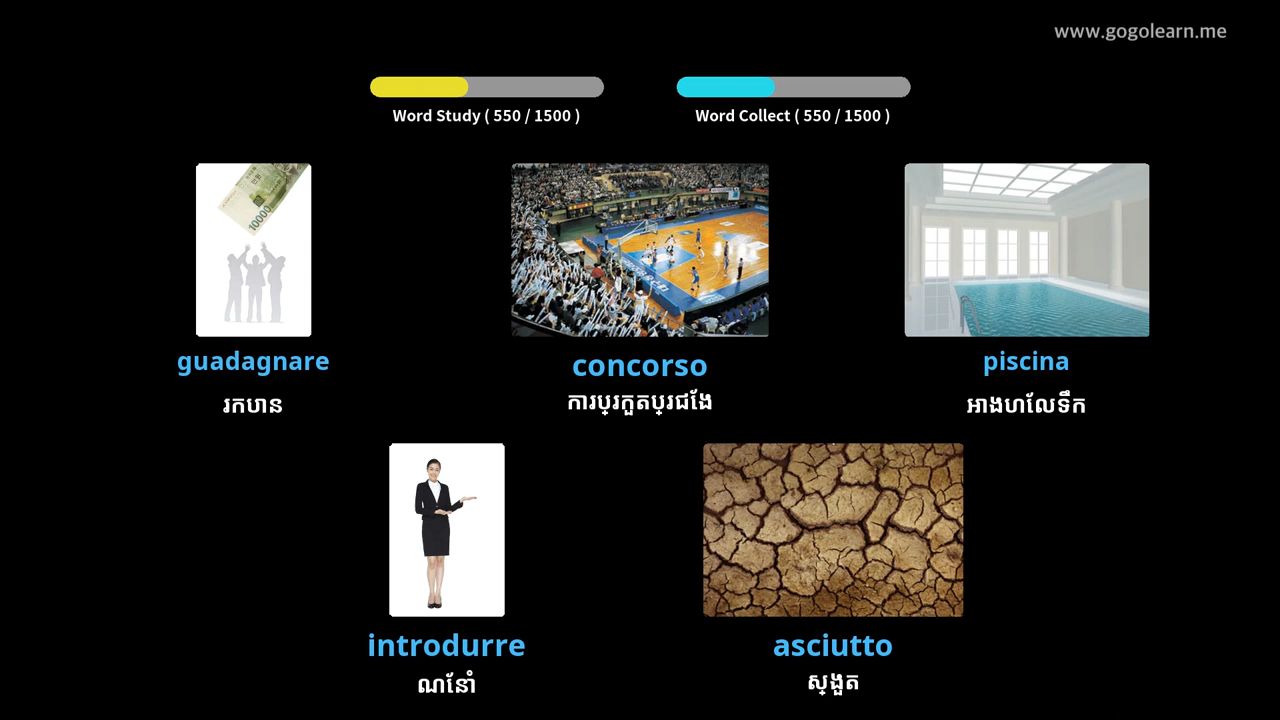 www.gogolearn.me
Word Study ( 550 / 1500 )
Word Collect ( 550 / 1500 )
guadagnare
រកបាន
concorso
ការប្រកួតប្រជែង
piscina
អាងហែលទឹក
introdurre
ណែនាំ
asciutto
ស្ងួត